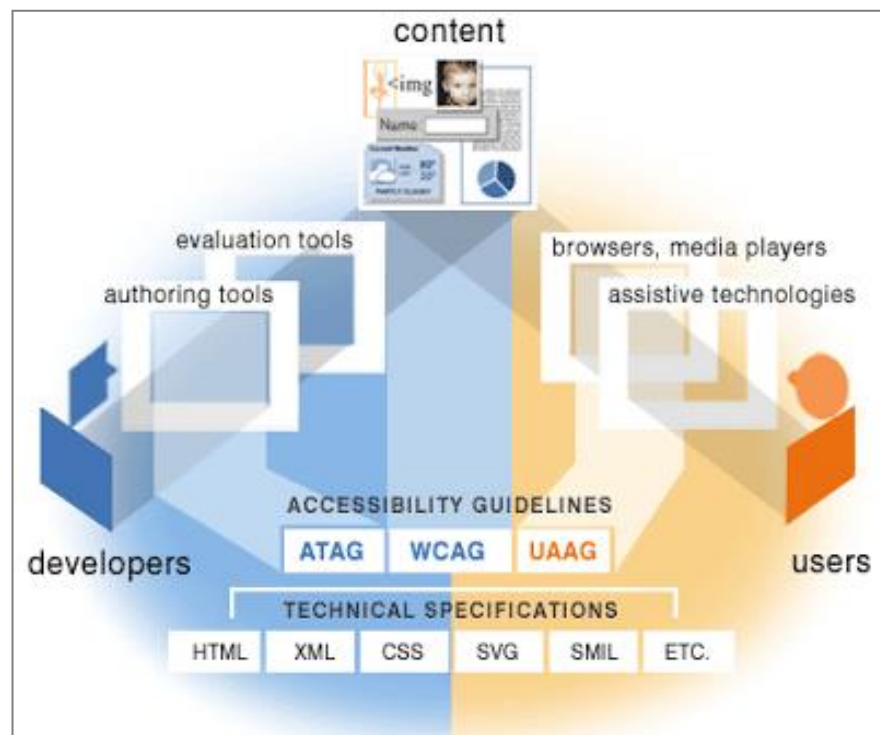 content
<img
Name
evaluation tools
authoring tools
browsers, media players
assistive technologies
developers
users
ACCESSIBILITY GUIDELINES
ATAG WCAG UAAG
TECHNICAL SPECIFICATIONS
HTML XML CSS SVG SMIL ETC.